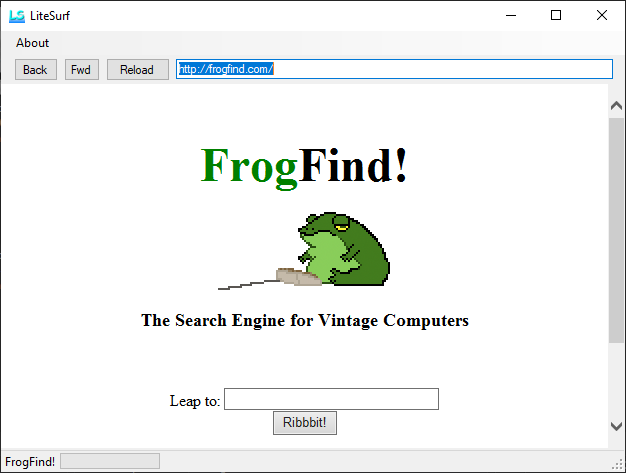 LS LiteSurf
About
Back Fwd Reload http://frogfind.com/
FrogFind!
The Search Engine for Vintage Computers
Leap to:
Ribbbit!
FrogFind!